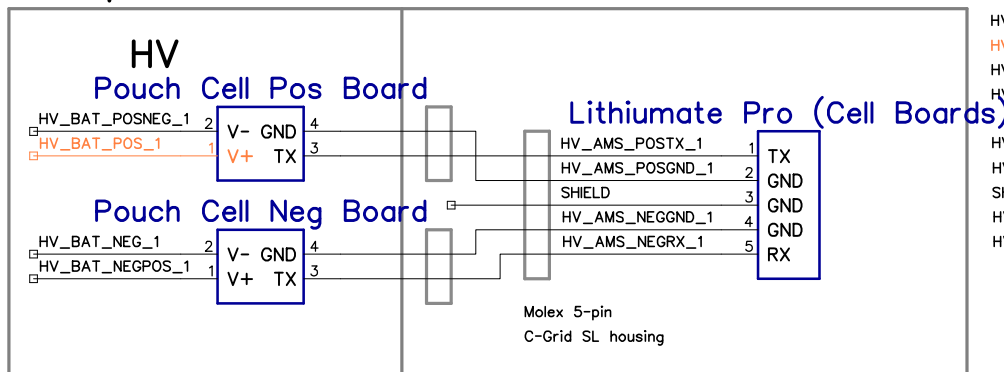 HV
Pouch Cell Pos Board
HV_BAT_POSNEG_1 2 V- GND 4
HV_BAT_POS_1 1 V+ TX 3
Pouch Cell Neg Board
HV_BAT_NEG_1 2 V- GND 4
HV_BAT_NEGPOS_1 1 V+ TX 3
Lithiumate Pro (Cell Boards)
HV_AMS_POSTX_1 1 TX
HV_AMS_POSGND_1 2 GND
SHIELD 3 GND
HV_AMS_NEGGND_1 4 GND
HV_AMS_NEGRX_1 5 RX
Molex 5-pin
C-Grid SL housing